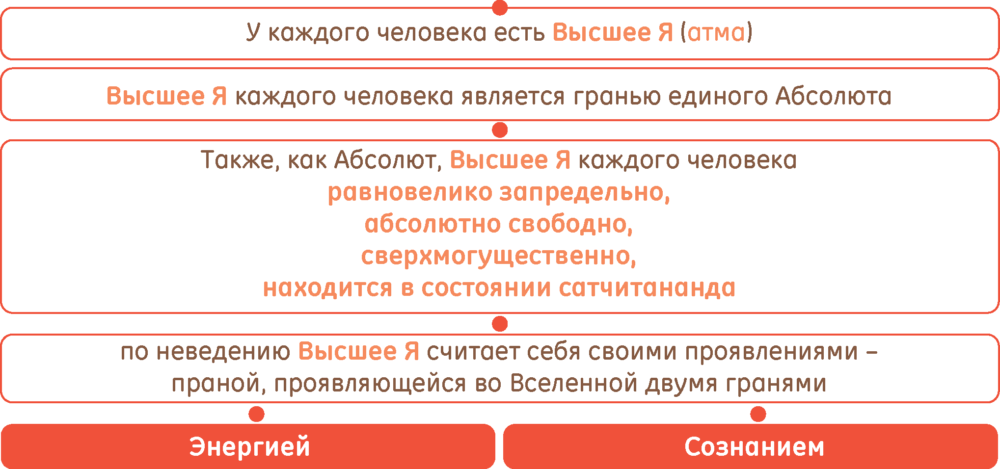 У каждого человека есть Высшее Я (атма)
Высшее Я каждого человека является гранью единого Абсолюта
Также, как Абсолют, Высшее Я каждого человека
равновелико запредельно,
абсолютно свободно,
сверхмогущественно,
находится в состоянии сатчитананда
по неведению Высшее Я считает себя своими проявлениями –
праной, проявляющейся во Вселенной двумя гранями
Энергией
Сознанием